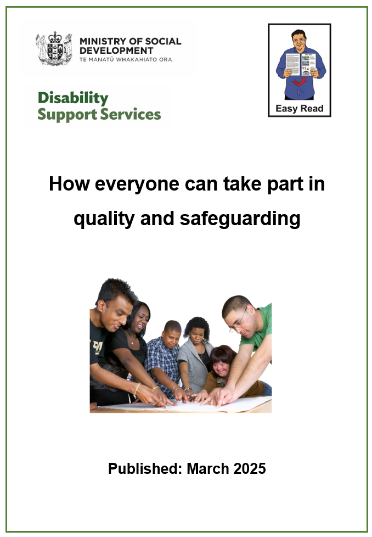 MINISTRY OF SOCIAL
DEVELOPMENT
TE MANATŪ WHAKAHIATO ORA
Easy Read
Disability
Support Services
How everyone can take part in
quality and safeguarding
Published: March 2025